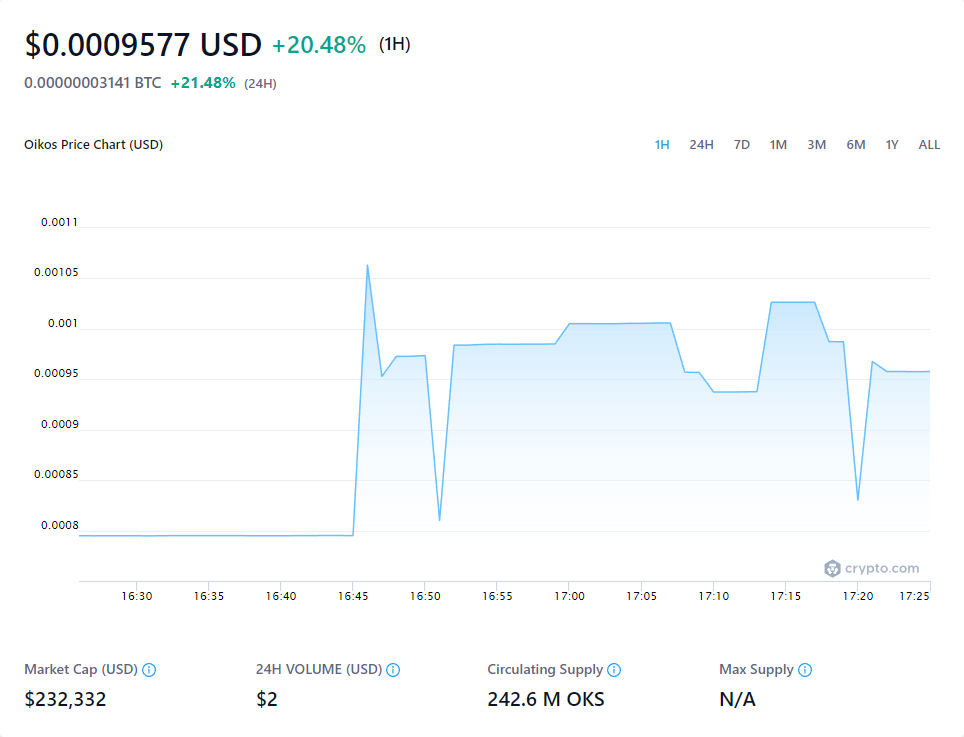 $0.0009577 USD +20.48% (1H)
0.00000003141 BTC +21.48% (24H)
Oikos Price Chart (USD) 1H 24H 7D 1M 3M 6M 1Y ALL
0.0011
0.00105
0.001
0.00095
0.0009
0.00085
0.0008
crypto.com
16:30 16:35 16:40 16:45 16:50 16:55 17:00 17:05 17:10 17:15 17:20 17:25
Market Cap (USD) 24H VOLUME (USD) Circulating Supply Max Supply
$232,332 $2 242.6 M OKS N/A